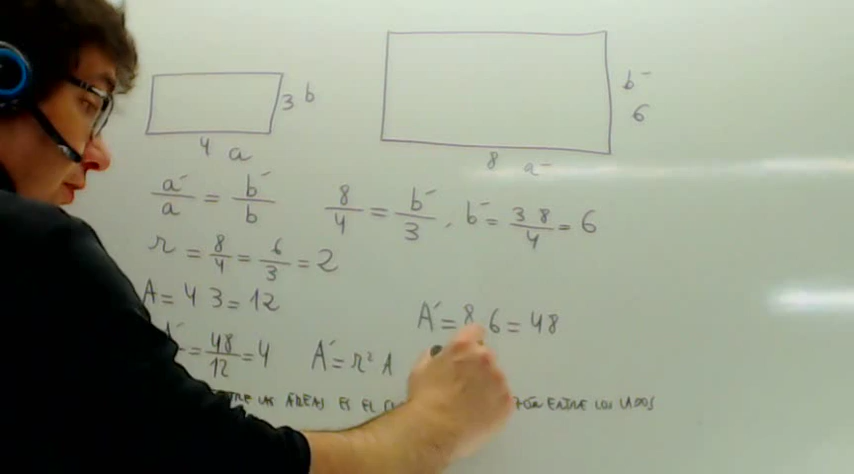 3 b
b′
6
4 a
8 a′
a′/a = b′/b
8/4 = b′/3 , b′ = 3 8/4 = 6
r = 8/4 = 6/3 = 2
A = 4 3 = 12
A′ = 8 6 = 48
= 48/12 = 4
A′ = r² A
LAS ÁREAS ES EL ENTRE LOS LADOS